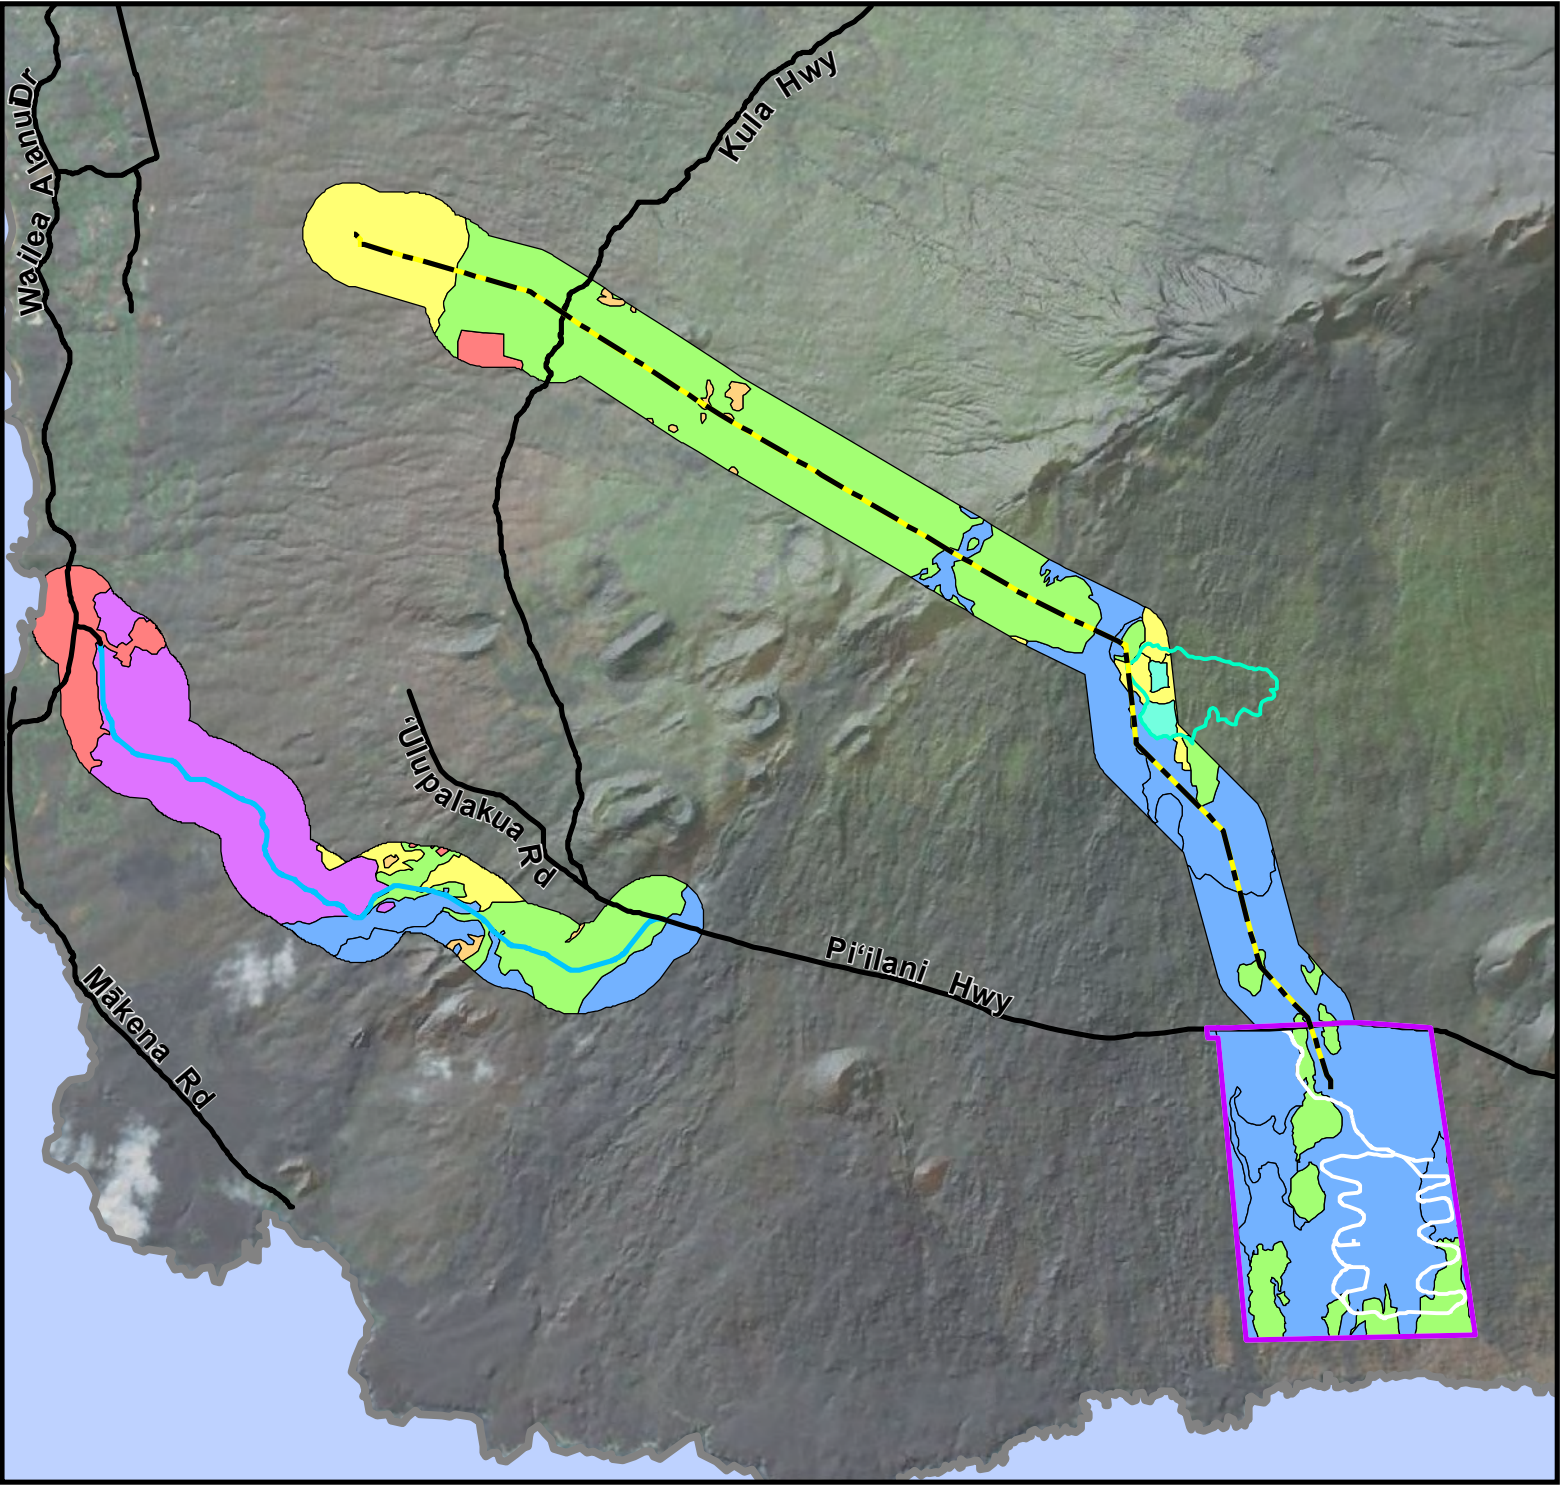 Wailea Alanui Dr
Kula Hwy
ʻUlupalakua Rd
Piʻilani Hwy
Mākena Rd